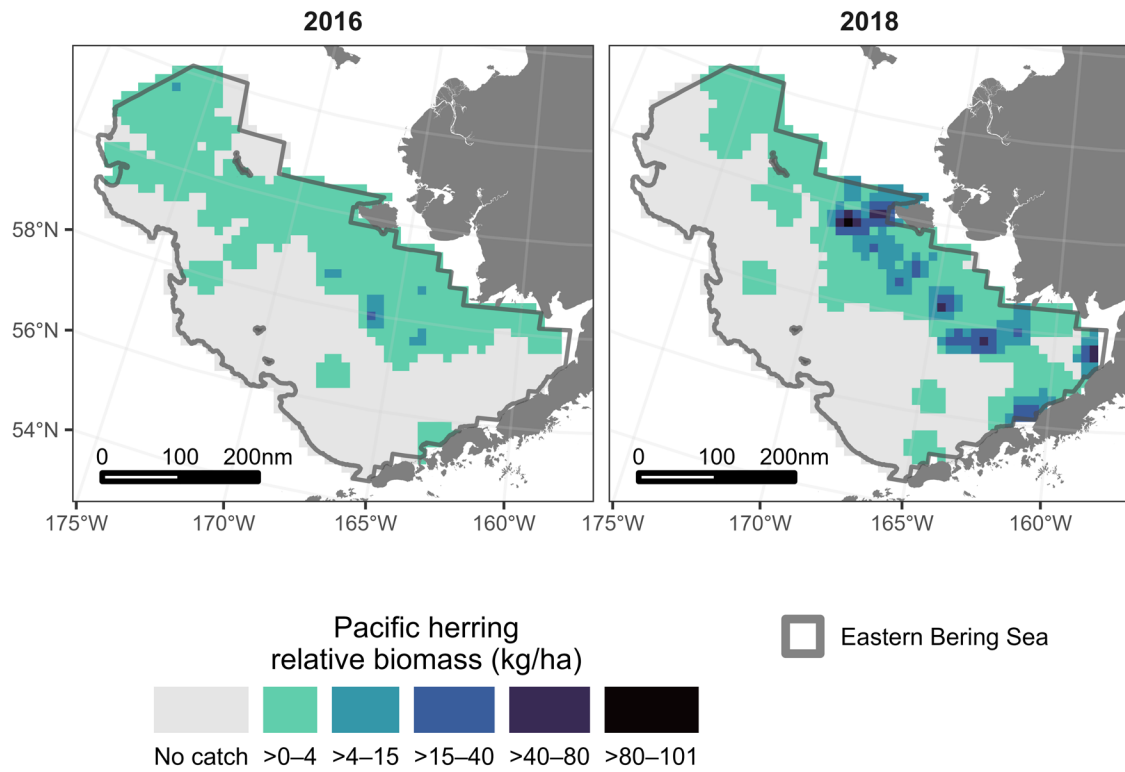 2016
2018
58°N
56°N
54°N
0 100 200nm
0 100 200nm
175°W 170°W 165°W 160°W
175°W 170°W 165°W 160°W
Pacific herring
relative biomass (kg/ha)
Eastern Bering Sea
No catch >0–4 >4–15 >15–40 >40–80 >80–101